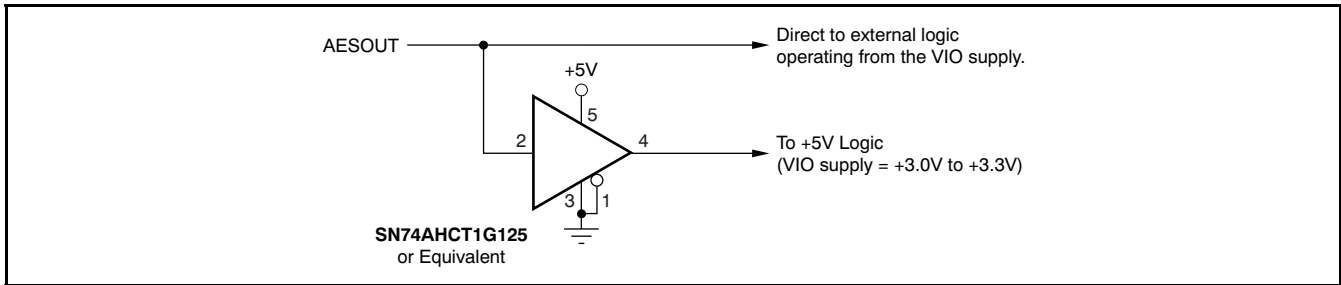 AESOUT
Direct to external logic
operating from the VIO supply.
+5V
5
2
4
To +5V Logic
(VIO supply = +3.0V to +3.3V)
3
1
SN74AHCT1G125
or Equivalent